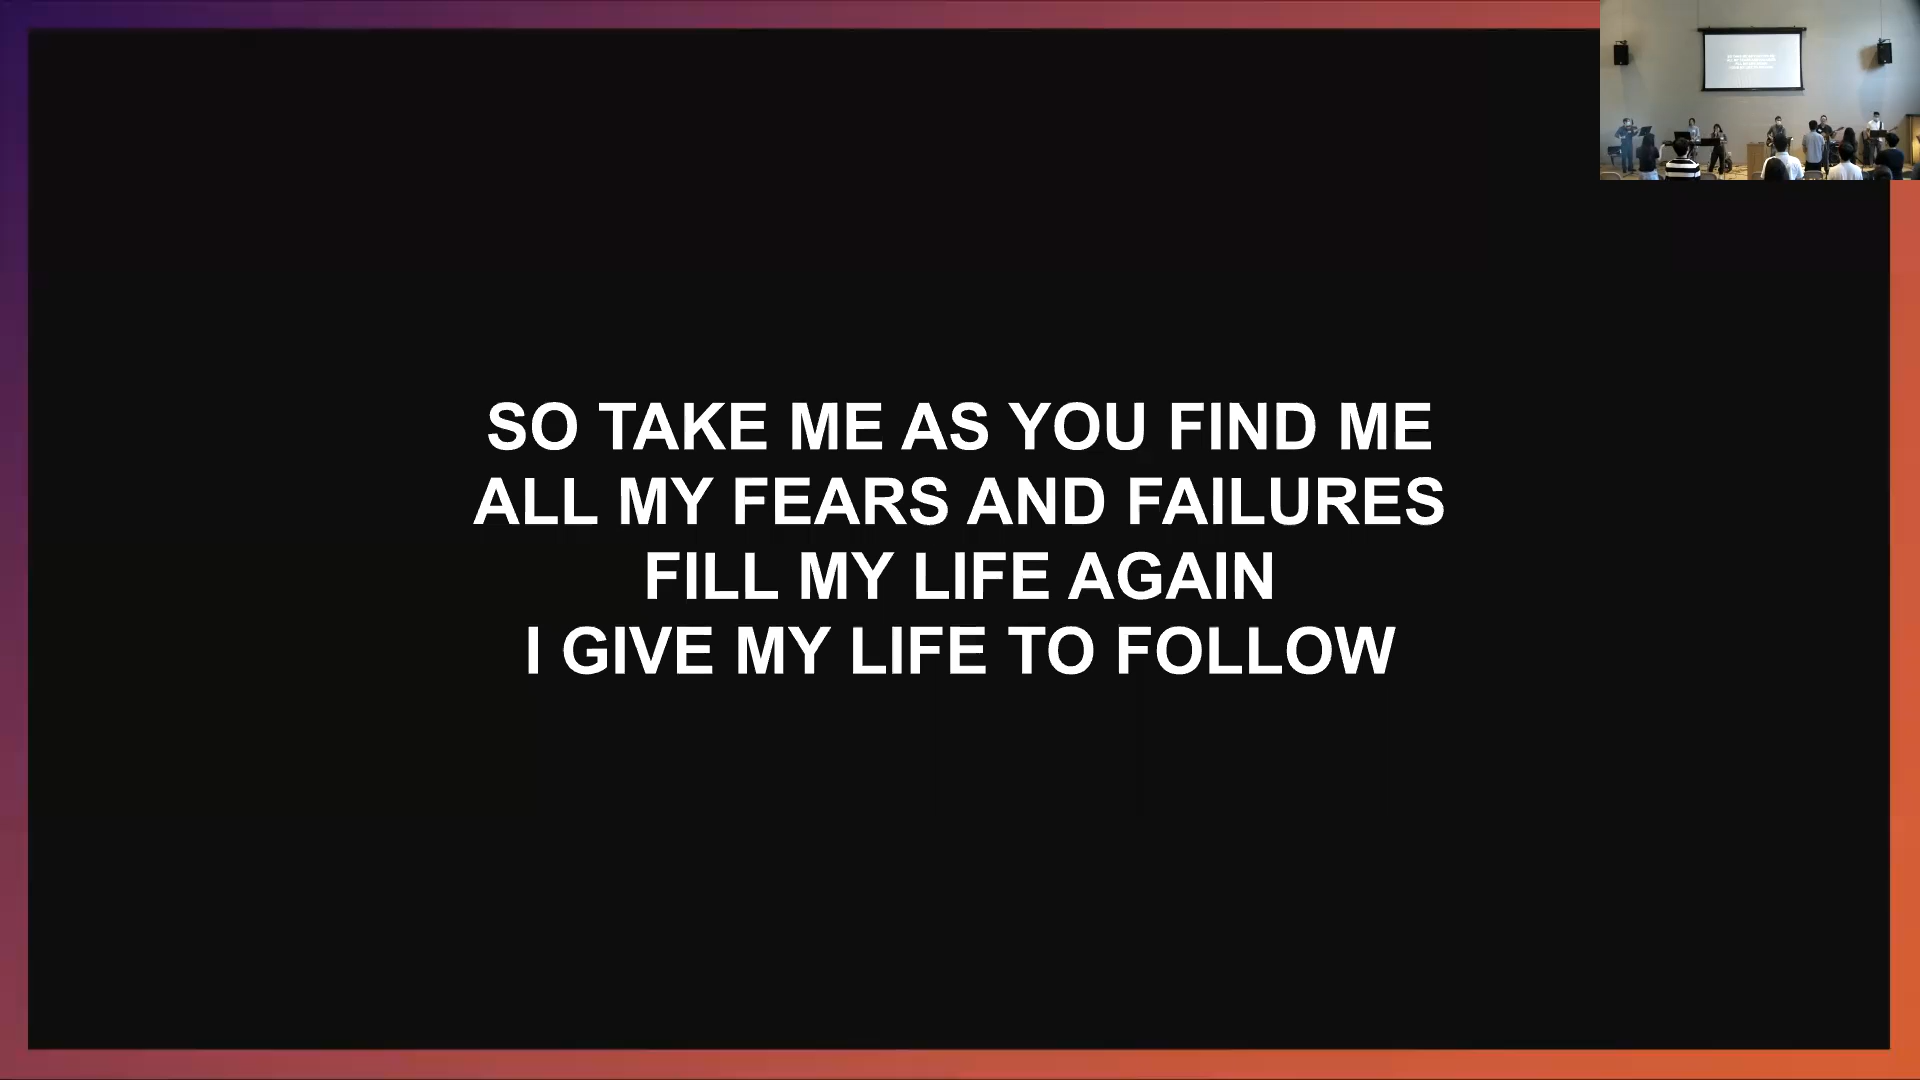 SO TAKE ME AS YOU FIND ME
ALL MY FEARS AND FAILURES
FILL MY LIFE AGAIN
I GIVE MY LIFE TO FOLLOW